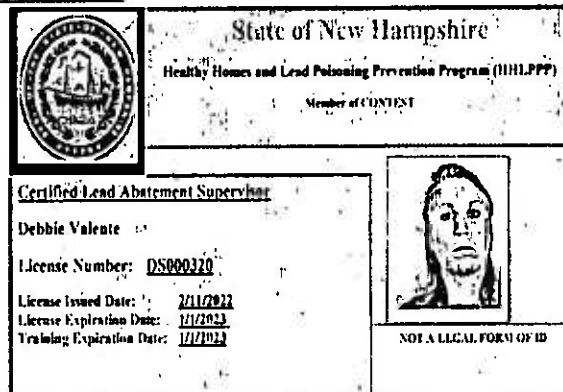 State of New Hampshire
Healthy Homes and Lead Poisoning Prevention Program (HHLPPP)
Member of CONTEST
Certified Lead Abatement Supervisor
Debbie Valente
License Number: DS000320
License Issued Date: 2/11/2022
License Expiration Date: 1/1/2023
Training Expiration Date: 1/1/2023
NOT A LEGAL FORM OF ID